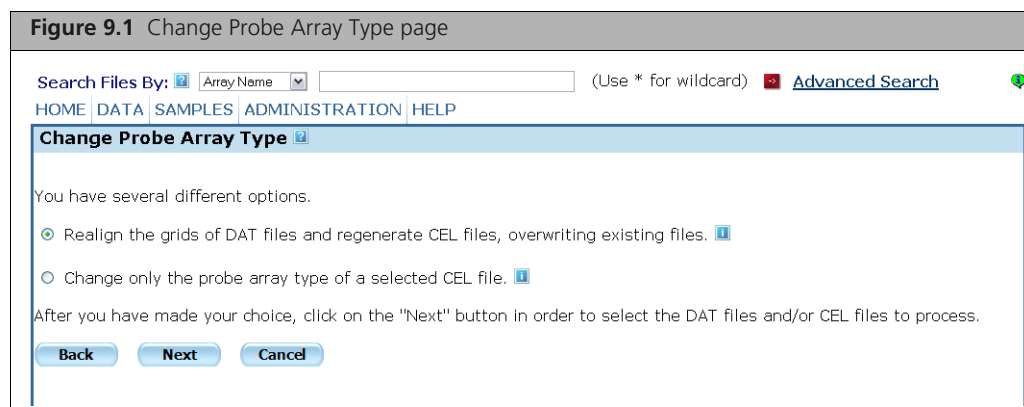 Figure 9.1 Change Probe Array Type page
Search Files By: Array Name (Use * for wildcard) Advanced Search
HOME DATA SAMPLES ADMINISTRATION HELP
Change Probe Array Type
You have several different options.
Realign the grids of DAT files and regenerate CEL files, overwriting existing files.
Change only the probe array type of a selected CEL file.
After you have made your choice, click on the "Next" button in order to select the DAT files and/or CEL files to process.
Back Next Cancel